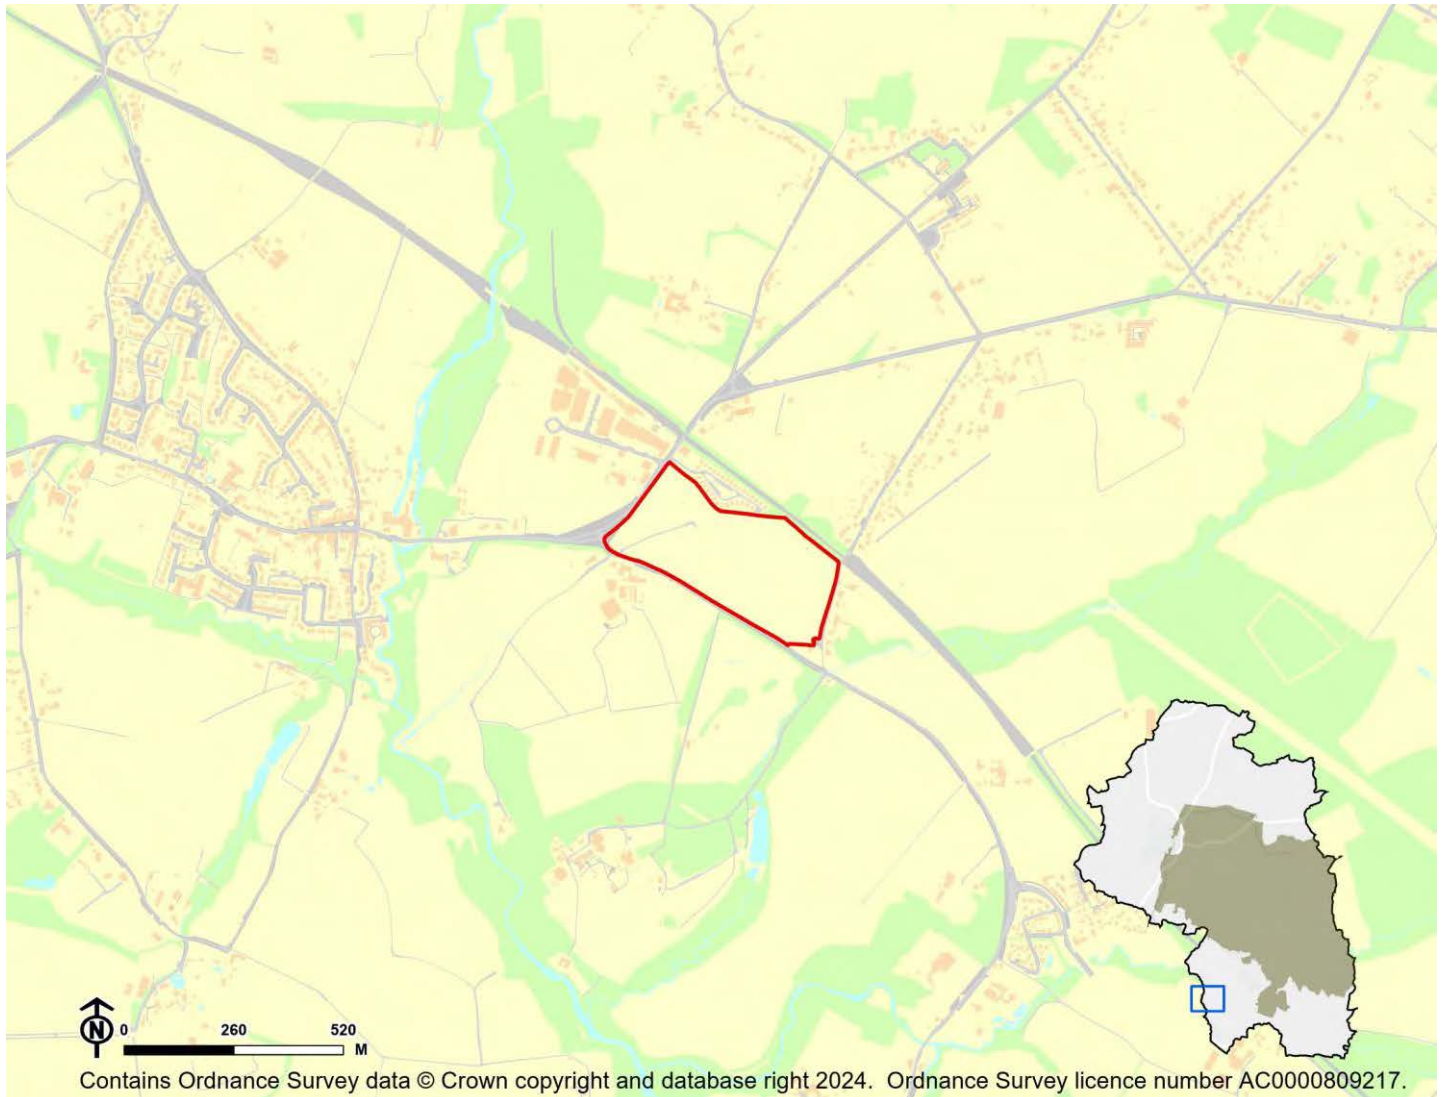 N
0 260 520
M
Contains Ordnance Survey data © Crown copyright and database right 2024. Ordnance Survey licence number AC0000809217.